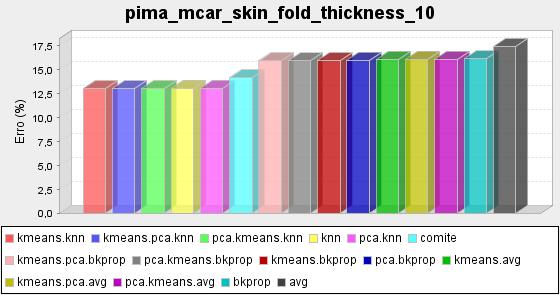 pima_mcar_skin_fold_thickness_10
17,5
15,0
12,5
10,0
7,5
5,0
2,5
0,0
Erro (%)
kmeans.knn kmeans.pca.knn pca.kmeans.knn knn pca.knn comite
kmeans.pca.bkprop pca.kmeans.bkprop kmeans.bkprop pca.bkprop kmeans.avg
kmeans.pca.avg pca.kmeans.avg bkprop avg